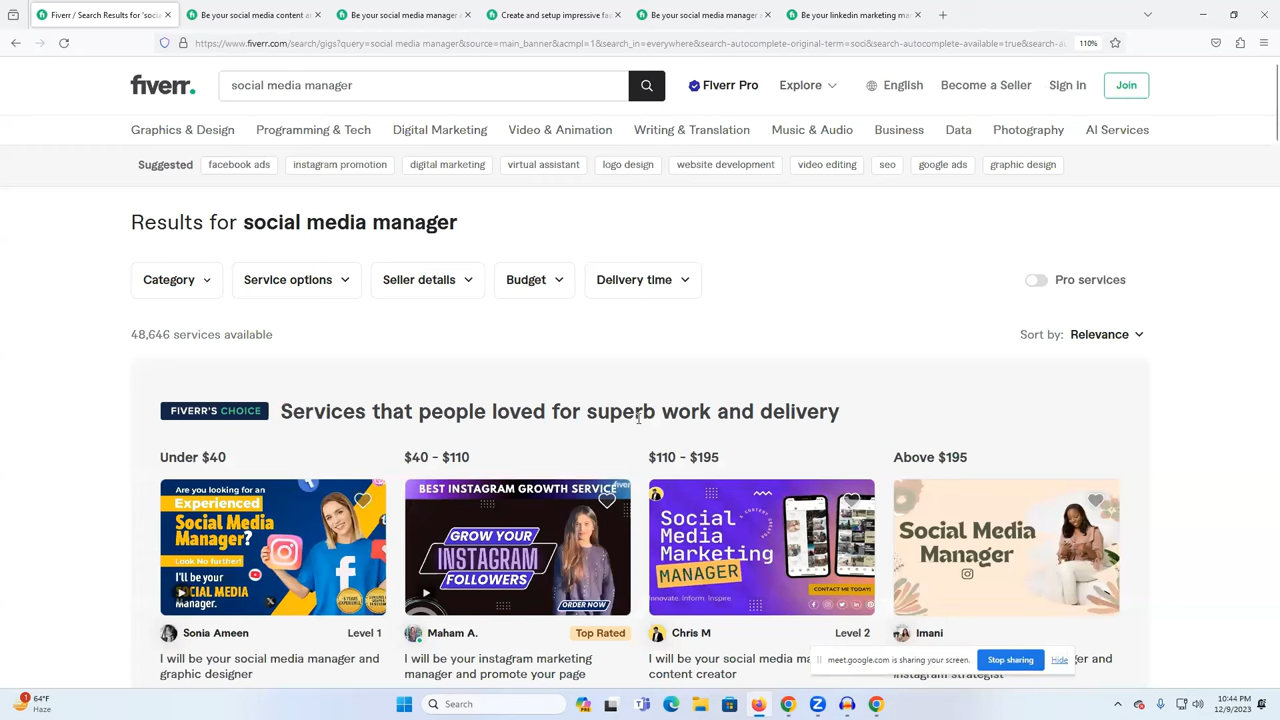 Fiverr / Search Results for 'soci
Be your social media content a
Be your social media manager
Create and setup impressive fac
Be your social media manager
Be your linkedin marketing ma
https://www.fiverr.com/search/gigs?query=social media manager&source=main_banner&acmpl=1&search_in=everywhere&search-autocomplete-original-term=soci&search-autocomplete-available=true&search-a
110%
fiverr.
social media manager
Fiverr Pro
Explore
English
Become a Seller
Sign In
Join
Graphics & Design
Programming & Tech
Digital Marketing
Video & Animation
Writing & Translation
Music & Audio
Business
Data
Photography
AI Services
Suggested
facebook ads
instagram promotion
digital marketing
virtual assistant
logo design
website development
video editing
seo
google ads
graphic design
Results for social media manager
Category
Service options
Seller details
Budget
Delivery time
Pro services
48,646 services available
Sort by: Relevance
FIVERR'S CHOICE
Services that people loved for superb work and delivery
Under $40
$40 - $110
$110 - $195
Above $195
Are you looking for an
Experienced
Social Media
Manager?
Look No further!
I'll be your
SOCIAL MEDIA
Manager.
BEST INSTAGRAM GROWTH SERVICE
GROW YOUR
INSTAGRAM
FOLLOWERS
ORDER NOW
Social
Media
Marketing
MANAGER
Innovate. Inform. Inspire.
CONTACT ME TODAY!
Social Media
Manager
Sonia Ameen
Level 1
Maham A.
Top Rated
Chris M
Level 2
Imani
I will be your social media manager and
graphic designer
I will be your instagram marketing
manager and promote your page
I will be your social media ma
content creator
ger and
instagram strategist
meet.google.com is sharing your screen.
Stop sharing
Hide
1
64°F
Haze
Search
10:44 PM
12/9/2023